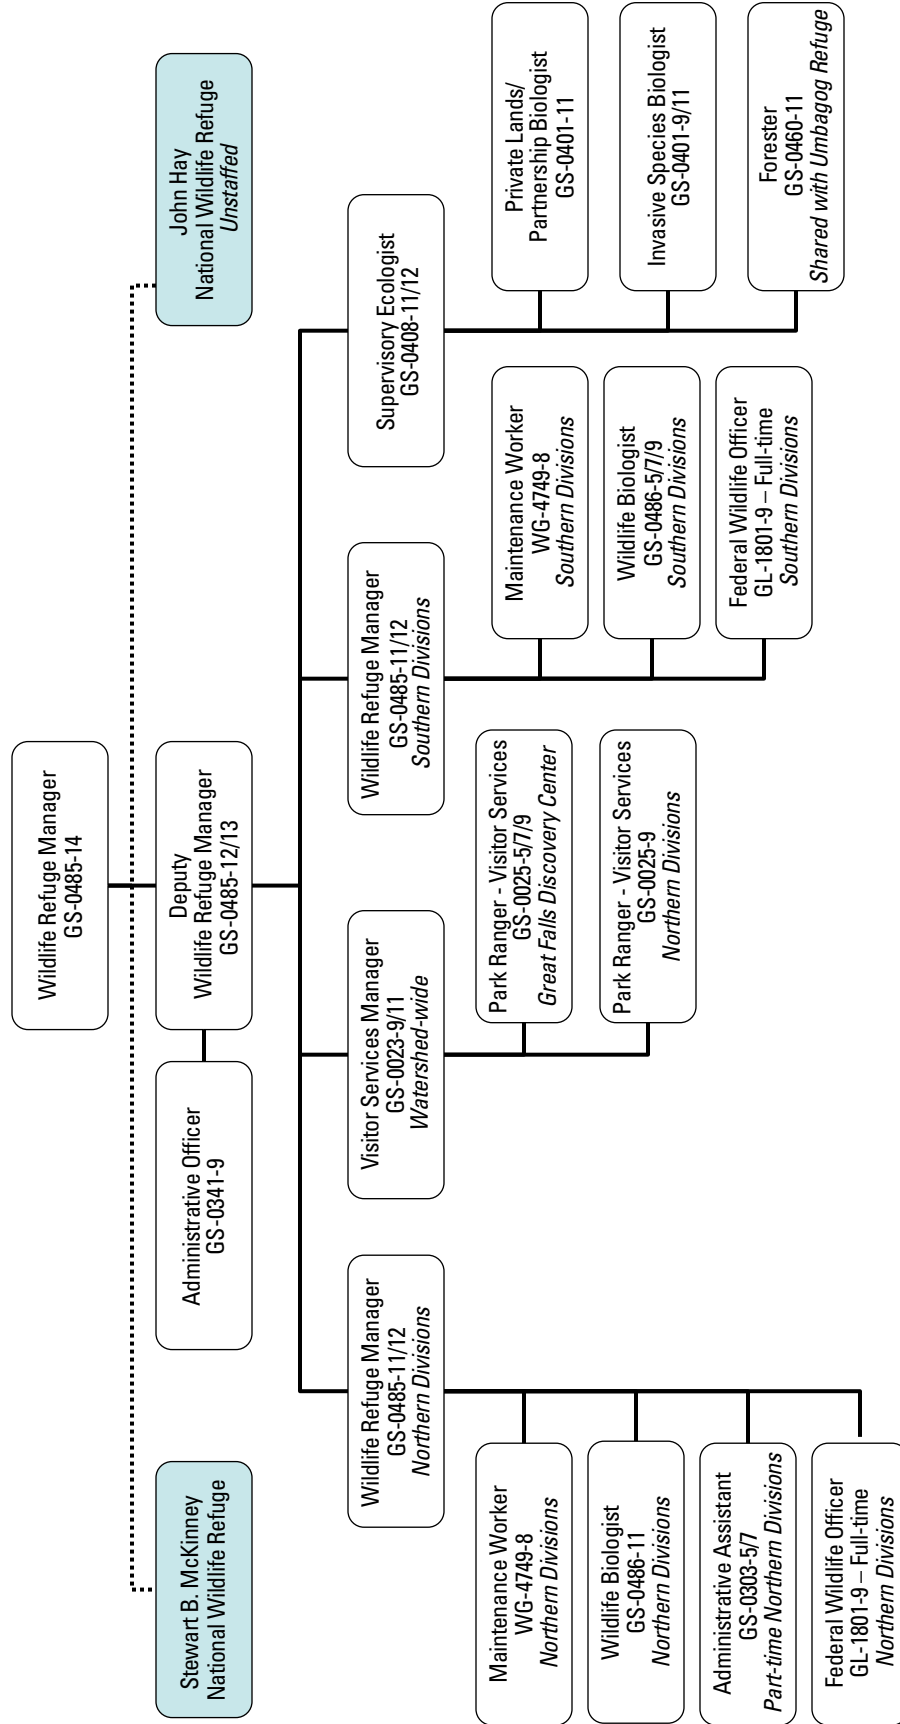 Wildlife Refuge Manager
GS-0485-14
Stewart B. McKinney
National Wildlife Refuge
Administrative Officer
GS-0341-9
Deputy
Wildlife Refuge Manager
GS-0485-12/13
John Hay
National Wildlife Refuge
Unstaffed
Wildlife Refuge Manager
GS-0485-11/12
Northern Divisions
Visitor Services Manager
GS-0023-9/11
Watershed-wide
Wildlife Refuge Manager
GS-0485-11/12
Southern Divisions
Supervisory Ecologist
GS-0408-11/12
Maintenance Worker
WG-4749-8
Northern Divisions
Wildlife Biologist
GS-0486-11
Northern Divisions
Administrative Assistant
GS-0303-5/7
Part-time Northern Divisions
Federal Wildlife Officer
GL-1801-9 – Full-time
Northern Divisions
Park Ranger - Visitor Services
GS-0025-5/7/9
Great Falls Discovery Center
Park Ranger - Visitor Services
GS-0025-9
Northern Divisions
Maintenance Worker
WG-4749-8
Southern Divisions
Wildlife Biologist
GS-0486-5/7/9
Southern Divisions
Federal Wildlife Officer
GL-1801-9 – Full-time
Southern Divisions
Private Lands/
Partnership Biologist
GS-0401-11
Invasive Species Biologist
GS-0401-9/11
Forester
GS-0460-11
Shared with Umbagog Refuge